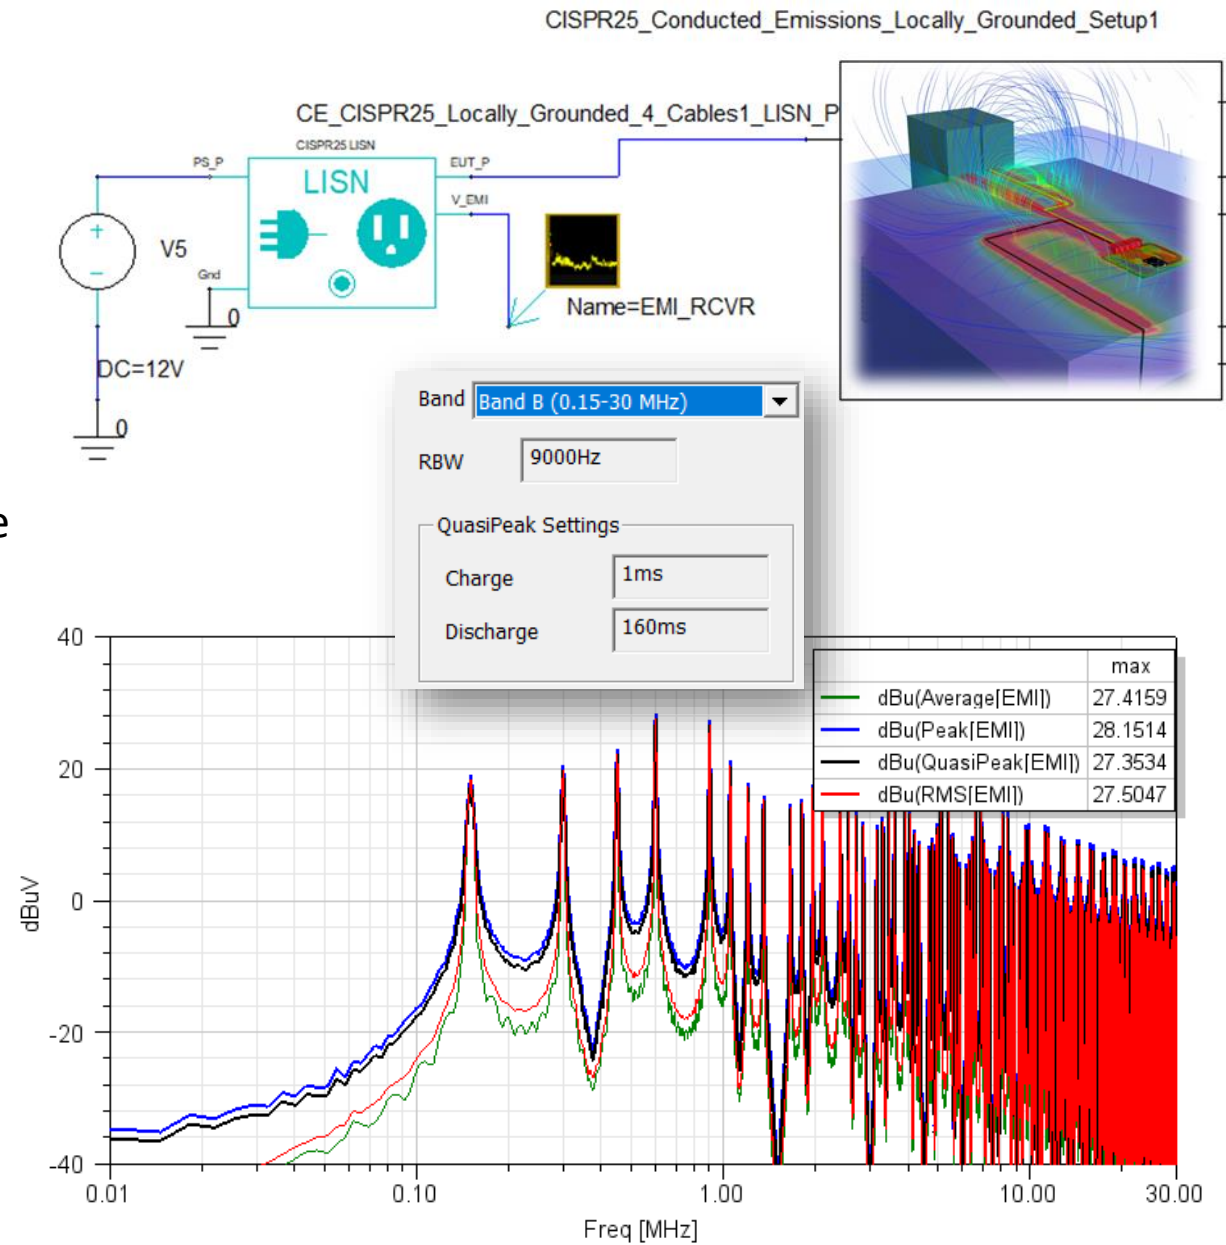 CISPR25_Conducted_Emissions_Locally_Grounded_Setup1
CE_CISPR25_Locally_Grounded_4_Cables1_LISN_P
CISPR25 LISN
PS_P
EUT_P
LISN
V_EMI
V5
Gnd
0
Name=EMI_RCVR
DC=12V
0
Band
Band B (0.15-30 MHz)
RBW
9000Hz
e
QuasiPeak Settings
Charge
1ms
Discharge
160ms
max
dBu(Average[EMI]) 27.4159
dBu(Peak[EMI]) 28.1514
dBu(QuasiPeak[EMI]) 27.3534
dBu(RMS[EMI]) 27.5047
40
20
0
-20
-40
dBuV
0.01
0.10
1.00
10.00
30.00
Freq [MHz]